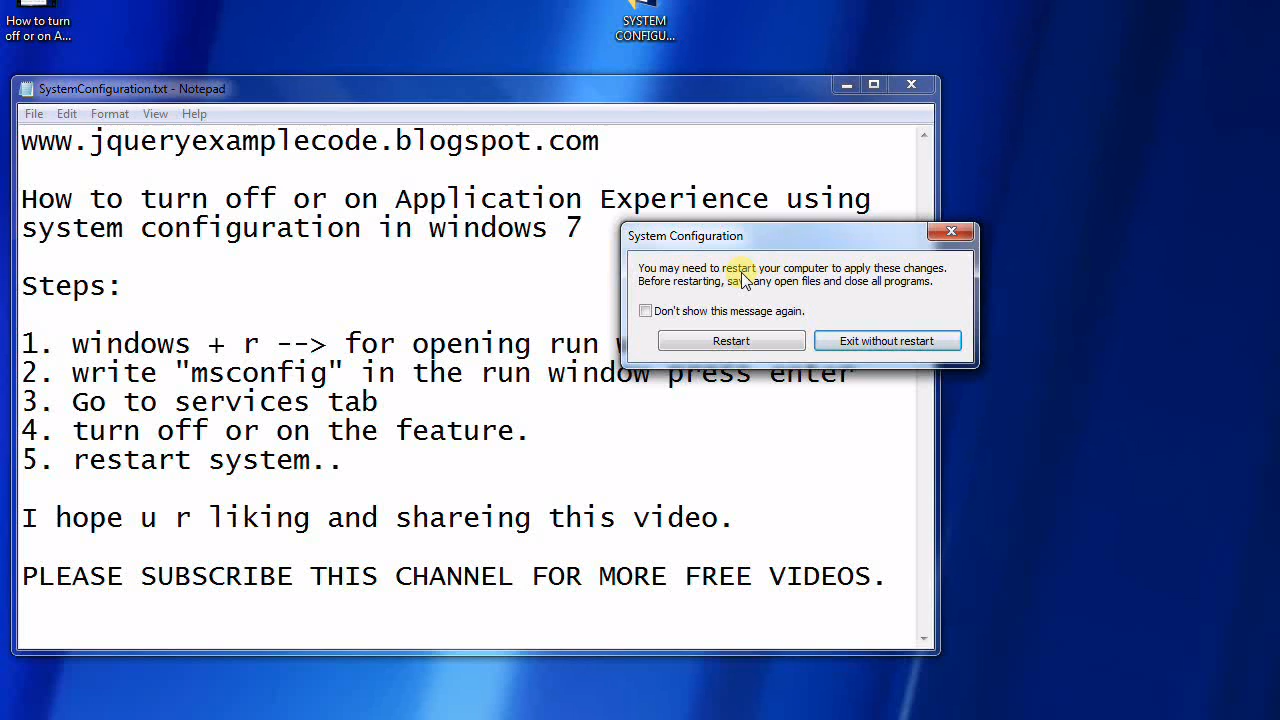 How to turn
off or on A...
SYSTEM
CONFIGU...
SystemConfiguration.txt - Notepad
File Edit Format View Help
www.jqueryexamplecode.blogspot.com
How to turn off or on Application Experience using
system configuration in windows 7
Steps:
1. windows + r --> for opening run
2. write "msconfig" in the run window press enter
3. Go to services tab
4. turn off or on the feature.
5. restart system..
I hope u r liking and shareing this video.
PLEASE SUBSCRIBE THIS CHANNEL FOR MORE FREE VIDEOS.
System Configuration
You may need to restart your computer to apply these changes.
Before restarting, save any open files and close all programs.
Don't show this message again.
Restart
Exit without restart